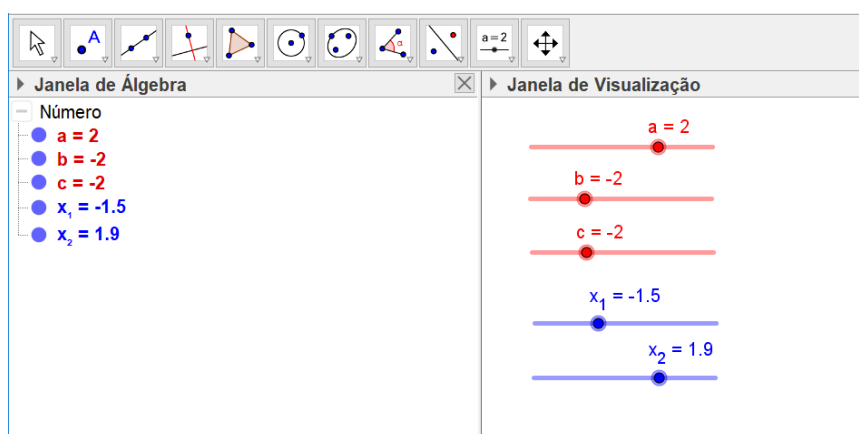 A
α
a=2
Janela de Álgebra
Número
a = 2
b = -2
c = -2
x₁ = -1.5
x₂ = 1.9
Janela de Visualização
a = 2
b = -2
c = -2
x₁ = -1.5
x₂ = 1.9